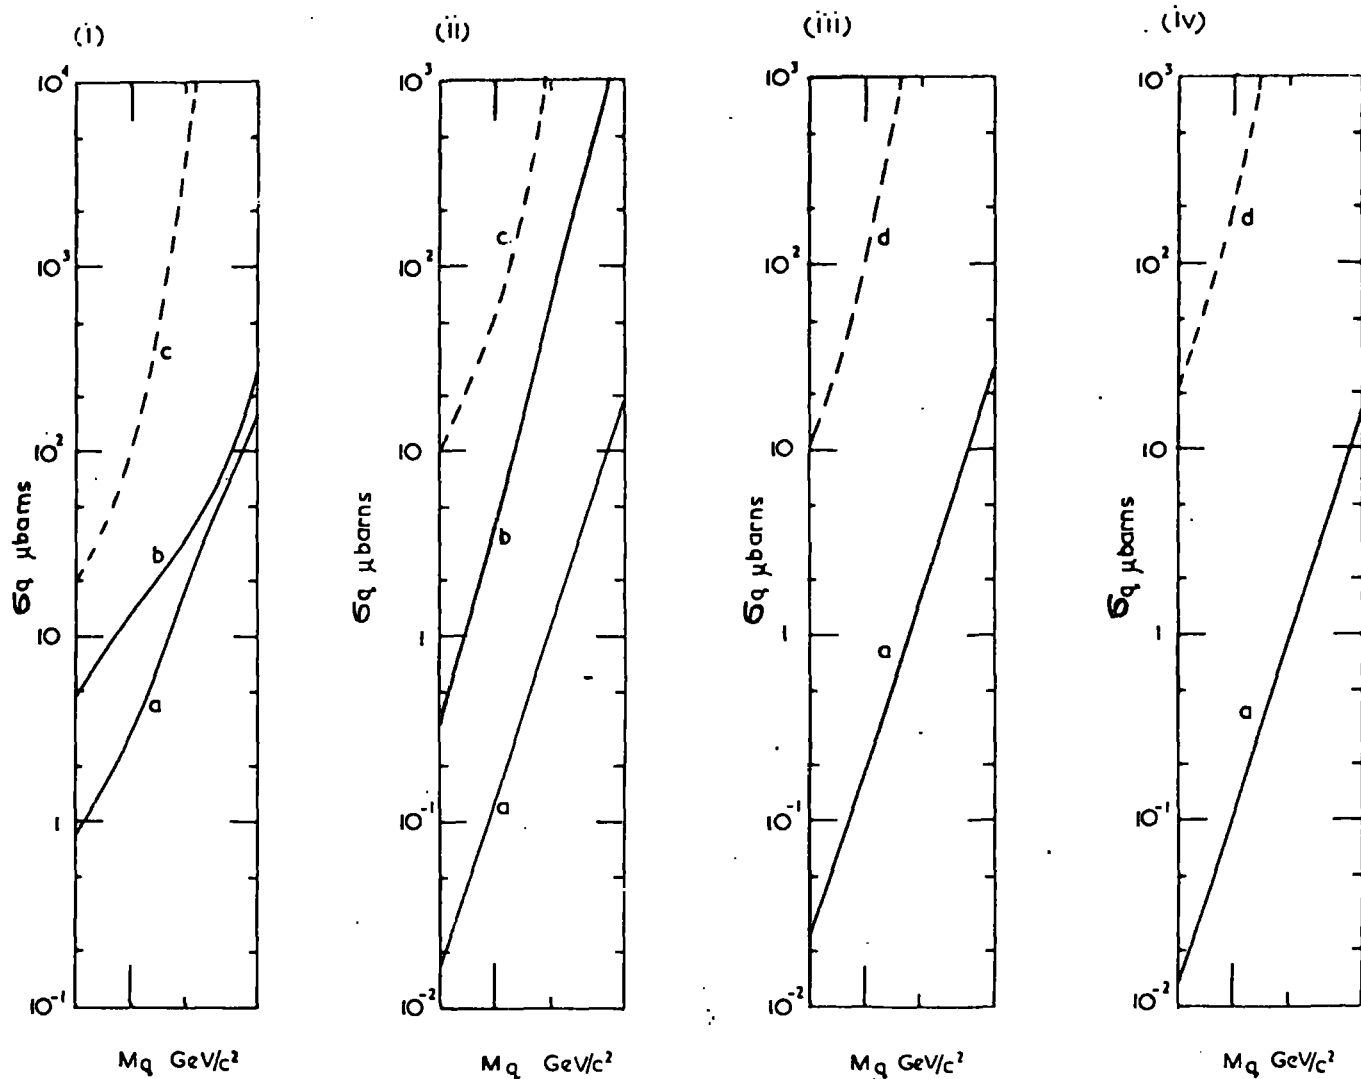 (i)
10⁴
10³
10²
10
1
10⁻¹
σq μbarns
c
b
a
Mq GeV/c²
(ii)
10³
10²
10
1
10⁻¹
10⁻²
σq μbarns
c
b
a
Mq GeV/c²
(iii)
10³
10²
10
1
10⁻¹
10⁻²
σq μbarns
d
a
Mq GeV/c²
(iv)
10³
10²
10
1
10⁻¹
10⁻²
σq μbarns
d
a
Mq GeV/c²